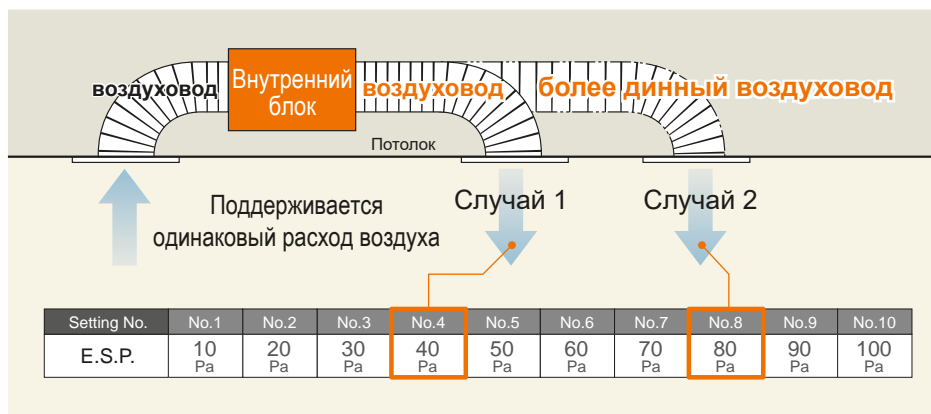 воздуховод
Внутренний
блок
воздуховод
более динный воздуховод
Потолок
Поддерживается
одинаковый расход воздуха
Случай 1
Случай 2
Setting No. No.1 No.2 No.3 No.4 No.5 No.6 No.7 No.8 No.9 No.10
E.S.P. 10 20 30 40 50 60 70 80 90 100
Pa Pa Pa Pa Pa Pa Pa Pa Pa Pa